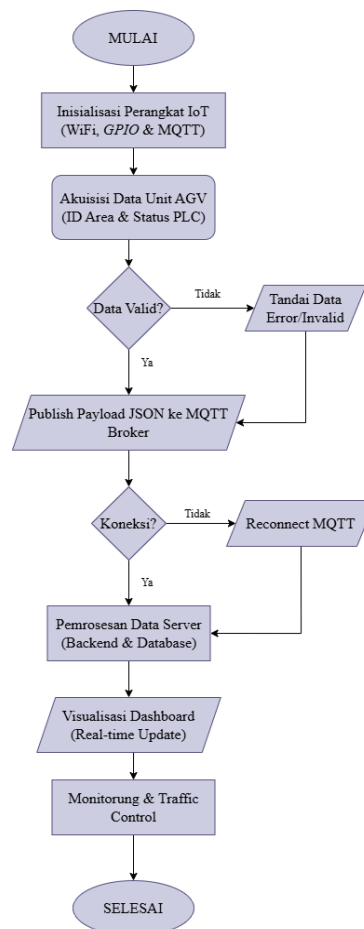 MULAI
Inisialisasi Perangkat IoT
(WiFi, GPIO & MQTT)
Akuisisi Data Unit AGV
(ID Area & Status PLC)
Data Valid?
Tidak
Tandai Data
Error/Invalid
Ya
Publish Payload JSON ke MQTT
Broker
Koneksi?
Tidak
Reconnect MQTT
Ya
Pemrosesan Data Server
(Backend & Database)
Visualisasi Dashboard
(Real-time Update)
Monitorung & Traffic
Control
SELESAI